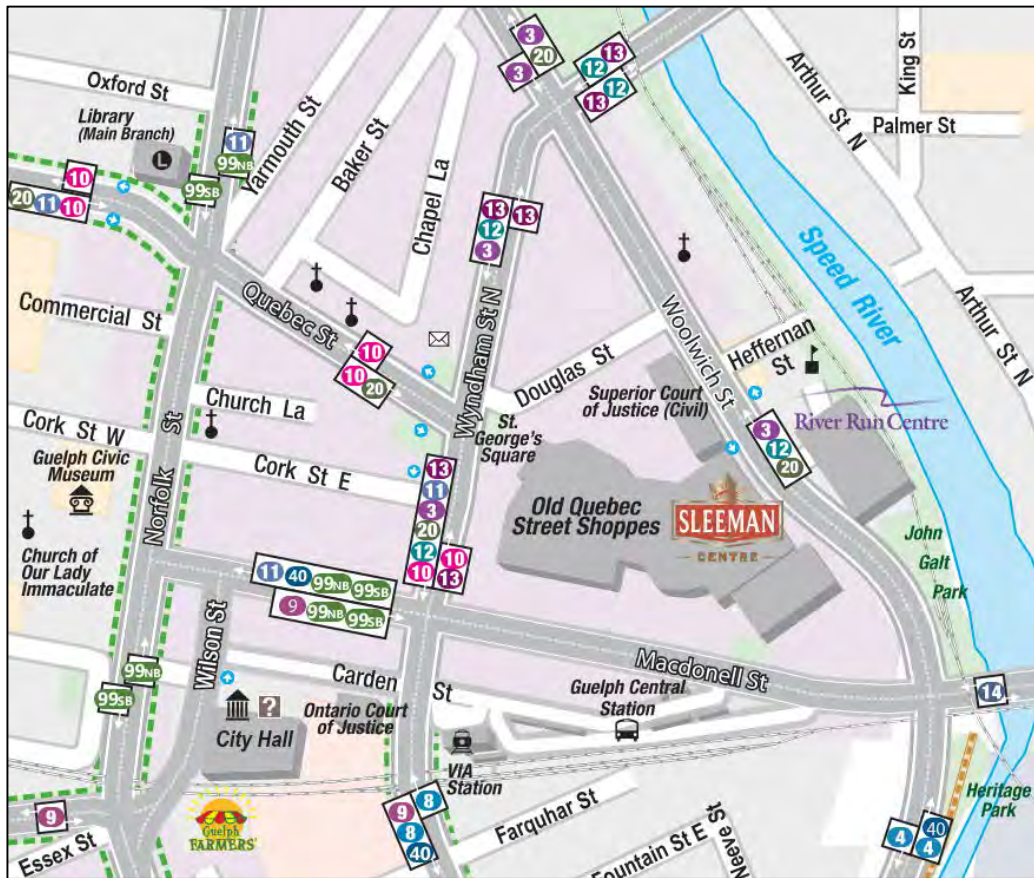 3
20
3
13
12
12
13
Oxford St
Library
(Main Branch)
L
Yarmouth St
Baker St
Chapel La
Arthur St N
King St
Palmer St
11
99NB
99SB
10
20 11 10
13
12
3
13
Speed River
Commercial St
Quebec St
10
10
20
Wyndham St N
Douglas St
Woolwich St
Heffernan
St
Arthur St N
Superior Court
of Justice (Civil)
River Run Centre
3
12
20
Church La
Cork St W
Guelph Civic
Museum
Norfolk St
Cork St E
St.
George's
Square
13
11
3
20
12
10
10
13
Old Quebec
Street Shoppes
SLEEMAN
CENTRE
John
Galt
Park
Church of
Our Lady
Immaculate
11 40 99NB 99SB
9 99NB 99SB
Wilson St
Macdonell St
99NB
99SB
Carden St
Guelph Central
Station
14
?
City Hall
Ontario Court
of Justice
VIA
Station
Heritage
Park
9
Essex St
Guelph
FARMERS'
9
8
8
40
Farquhar St
Fountain St E
Neeve St
4
40
4